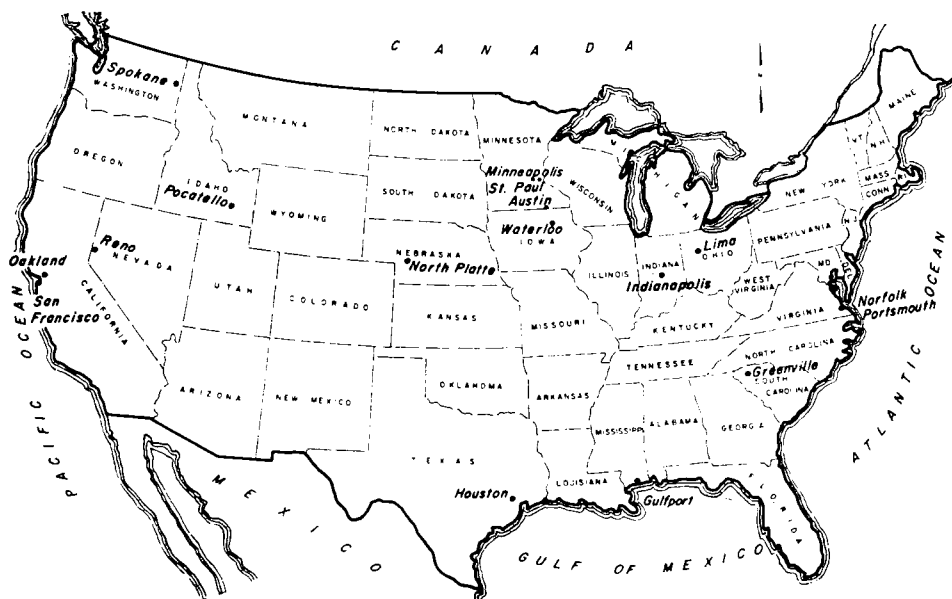 CANADA
Spokane
WASHINGTON
MONTANA
NORTH DAKOTA
MINNESOTA
MAINE
VT.
N.H.
OREGON
IDAHO
Pocatello
WYOMING
SOUTH DAKOTA
Minneapolis
St. Paul
Austin
WISCONSIN
MICHIGAN
NEW YORK
MASS
CONN
R.I.
Reno
NEVADA
NEBRASKA
North Platte
Waterloo
IOWA
Lima
OHIO
PENNSYLVANIA
N J
Oakland
San
Francisco
CALIFORNIA
UTAH
COLORADO
KANSAS
ILLINOIS
INDIANA
Indianapolis
WEST
VIRGINIA
MD.
DEL
VIRGINIA
Norfolk
Portsmouth
MISSOURI
KENTUCKY
ARIZONA
NEW MEXICO
OKLAHOMA
ARKANSAS
TENNESSEE
NORTH CAROLINA
Greenville
SOUTH
CAROLINA
TEXAS
MISSISSIPPI
ALABAMA
GEORGIA
Houston
LOUISIANA
Gulfport
FLORIDA
PACIFIC OCEAN
MEXICO
GULF OF MEXICO
ATLANTIC OCEAN